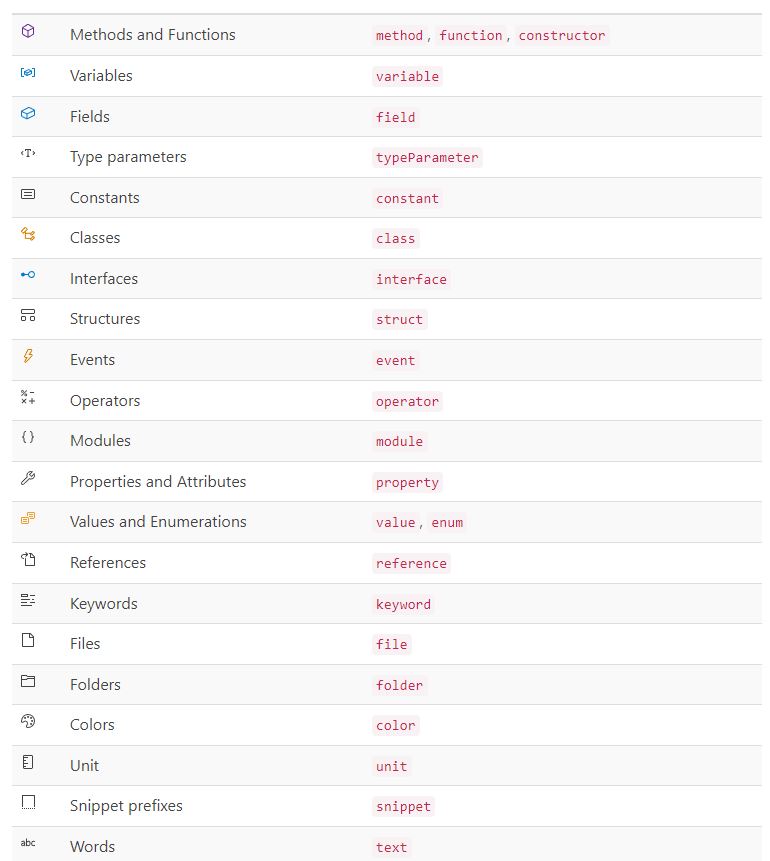 Methods and Functions method, function, constructor
Variables variable
Fields field
<T> Type parameters typeParameter
Constants constant
Classes class
Interfaces interface
Structures struct
Events event
% − × + Operators operator
{} Modules module
Properties and Attributes property
Values and Enumerations value, enum
References reference
Keywords keyword
Files file
Folders folder
Colors color
Unit unit
Snippet prefixes snippet
abc Words text